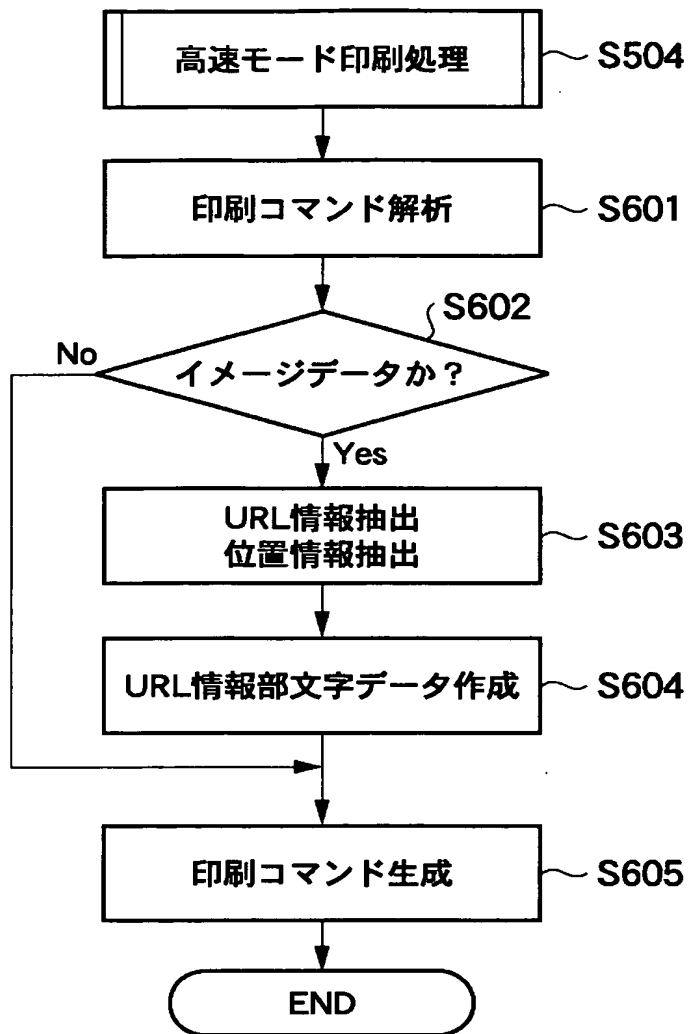 高速モード印刷処理 S504
印刷コマンド解析 S601
S602
No
イメージデータか？
Yes
URL情報抽出
位置情報抽出 S603
URL情報部文字データ作成 S604
印刷コマンド生成 S605
END